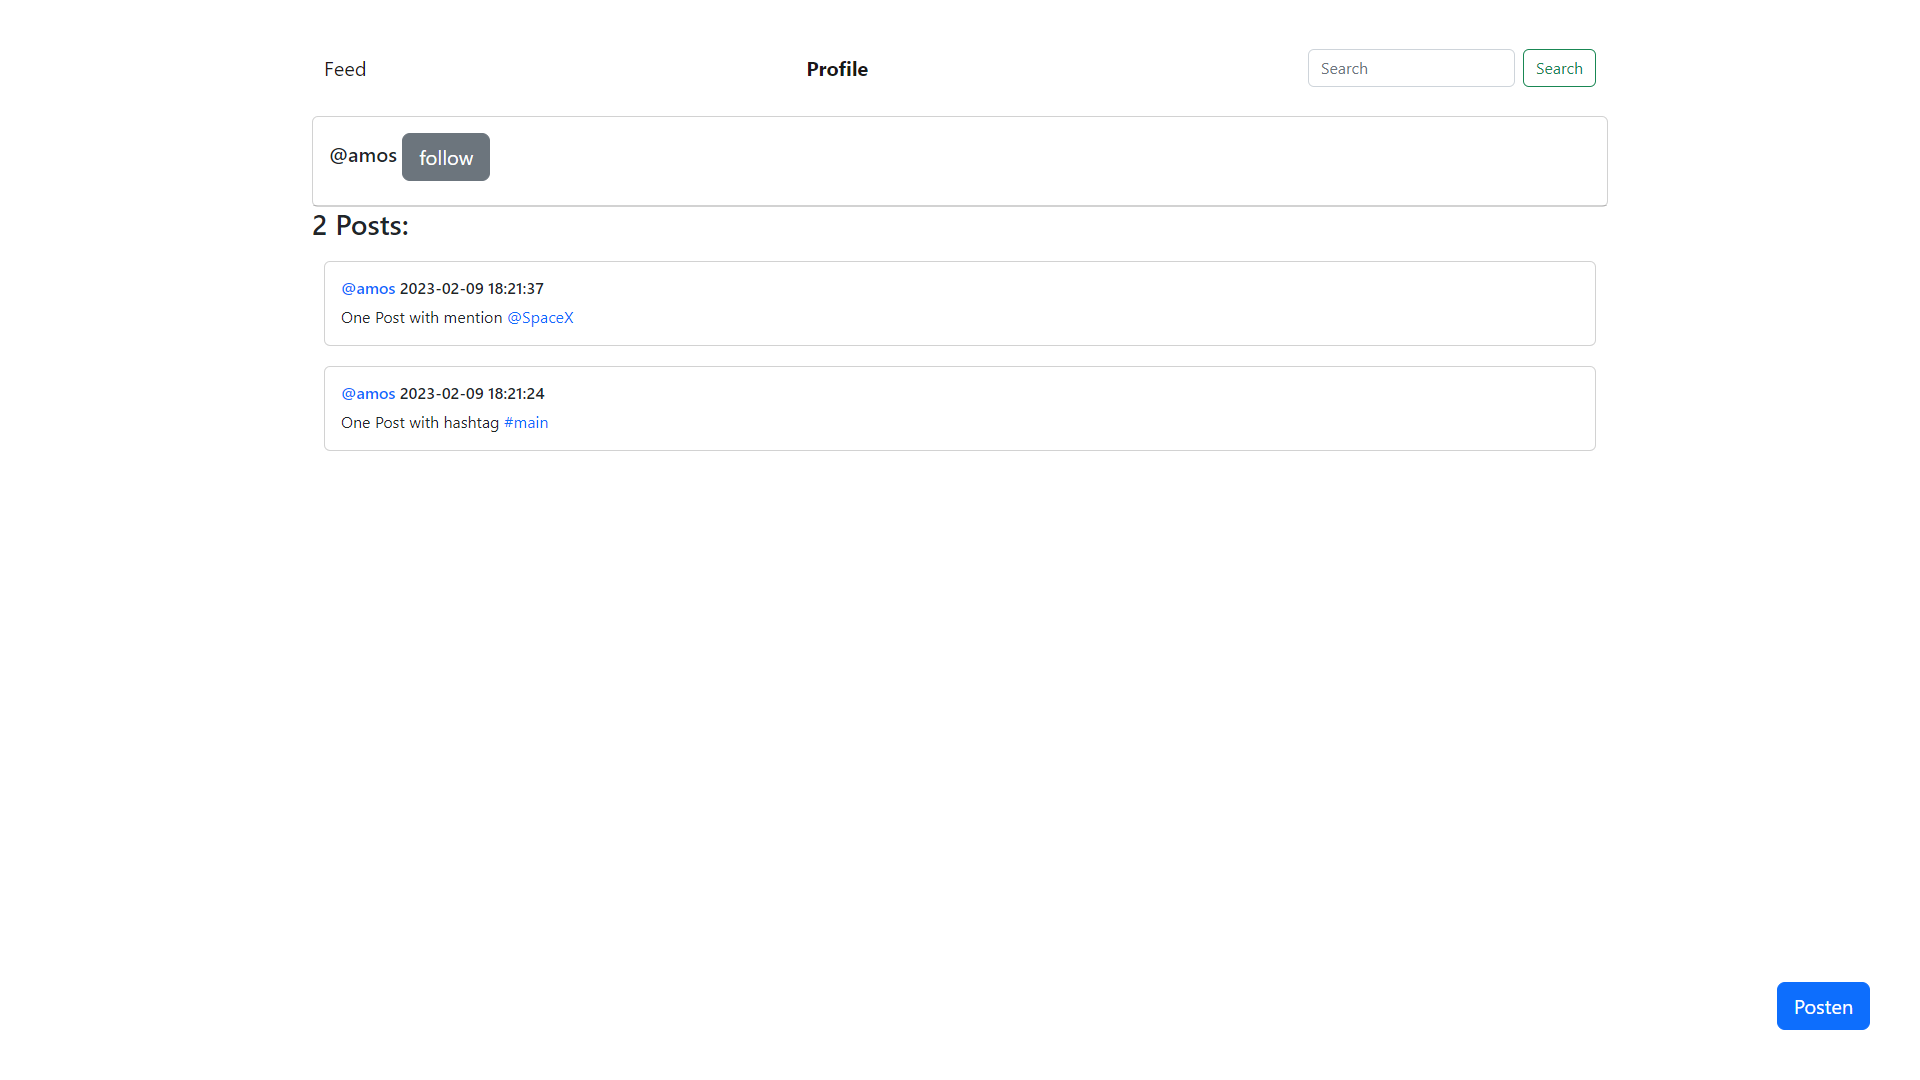 Feed Profile Search Search
@amos follow
2 Posts:
@amos 2023-02-09 18:21:37
One Post with mention @SpaceX
@amos 2023-02-09 18:21:24
One Post with hashtag #main
Posten